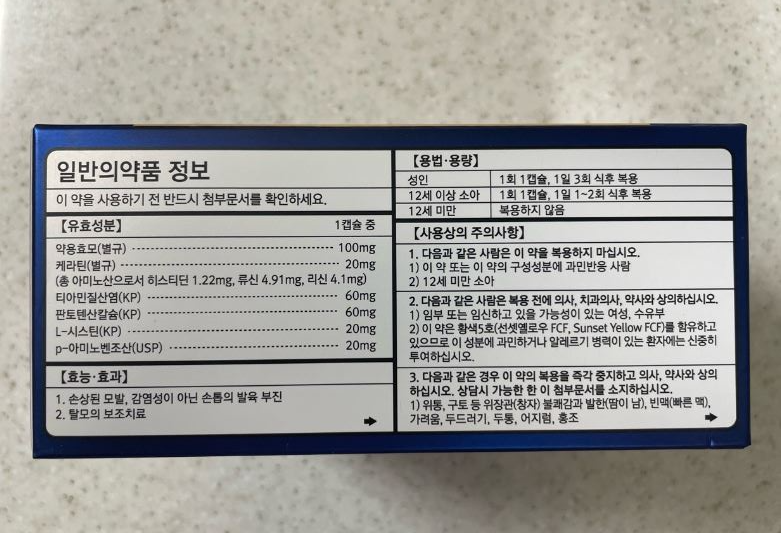 일반의약품 정보
이 약을 사용하기 전 반드시 첨부문서를 확인하세요.
【유효성분】 1캡슐 중
약용효모(별규) 100mg
케라틴(별규) 20mg
(총 아미노산으로서 히스티딘 1.22mg, 류신 4.91mg, 리신 4.1mg)
티아민질산염(KP) 60mg
판토텐산칼슘(KP) 60mg
L-시스틴(KP) 20mg
p-아미노벤조산(USP) 20mg
【효능·효과】
1. 손상된 모발, 감염성이 아닌 손톱의 발육 부진
2. 탈모의 보조치료
【용법·용량】
성인 1회 1캡슐, 1일 3회 식후 복용
12세 이상 소아 1회 1캡슐, 1일 1~2회 식후 복용
12세 미만 복용하지 않음
【사용상의 주의사항】
1. 다음과 같은 사람은 이 약을 복용하지 마십시오.
1) 이 약 또는 이 약의 구성성분에 과민반응 사람
2) 12세 미만 소아
2. 다음과 같은 사람은 복용 전에 의사, 치과의사, 약사와 상의하십시오.
1) 임부 또는 임신하고 있을 가능성이 있는 여성, 수유부
2) 이 약은 황색5호(선셋옐로우 FCF, Sunset Yellow FCF)를 함유하고
있으므로 이 성분에 과민하거나 알레르기 병력이 있는 환자에는 신중히
투여하십시오.
3. 다음과 같은 경우 이 약의 복용을 즉각 중지하고 의사, 약사와 상의
하십시오. 상담시 가능한 한 이 첨부문서를 소지하십시오.
1) 위통, 구토 등 위장관(창자) 불쾌감과 발한(땀이 남), 빈맥(빠른 맥),
가려움, 두드러기, 두통, 어지럼, 홍조